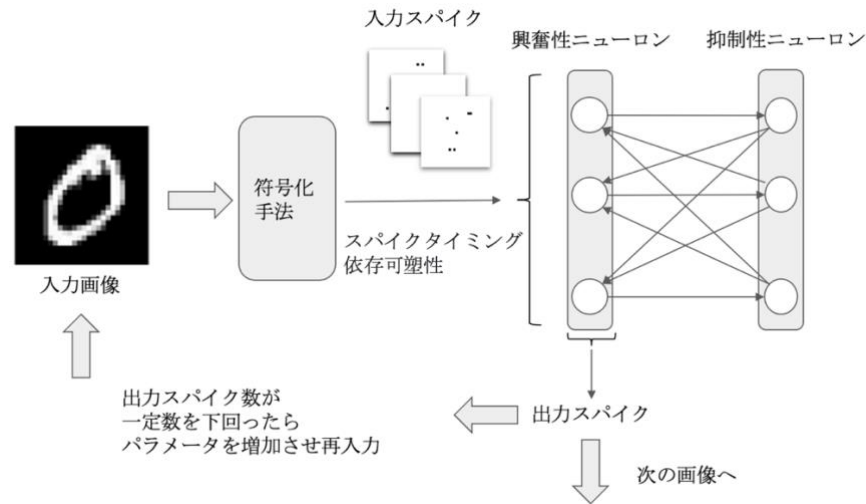 入力スパイク
興奮性ニューロン
抑制性ニューロン
符号化
手法
スパイクタイミング
依存可塑性
入力画像
出力スパイク数が
一定数を下回ったら
パラメータを増加させ再入力
出力スパイク
次の画像へ